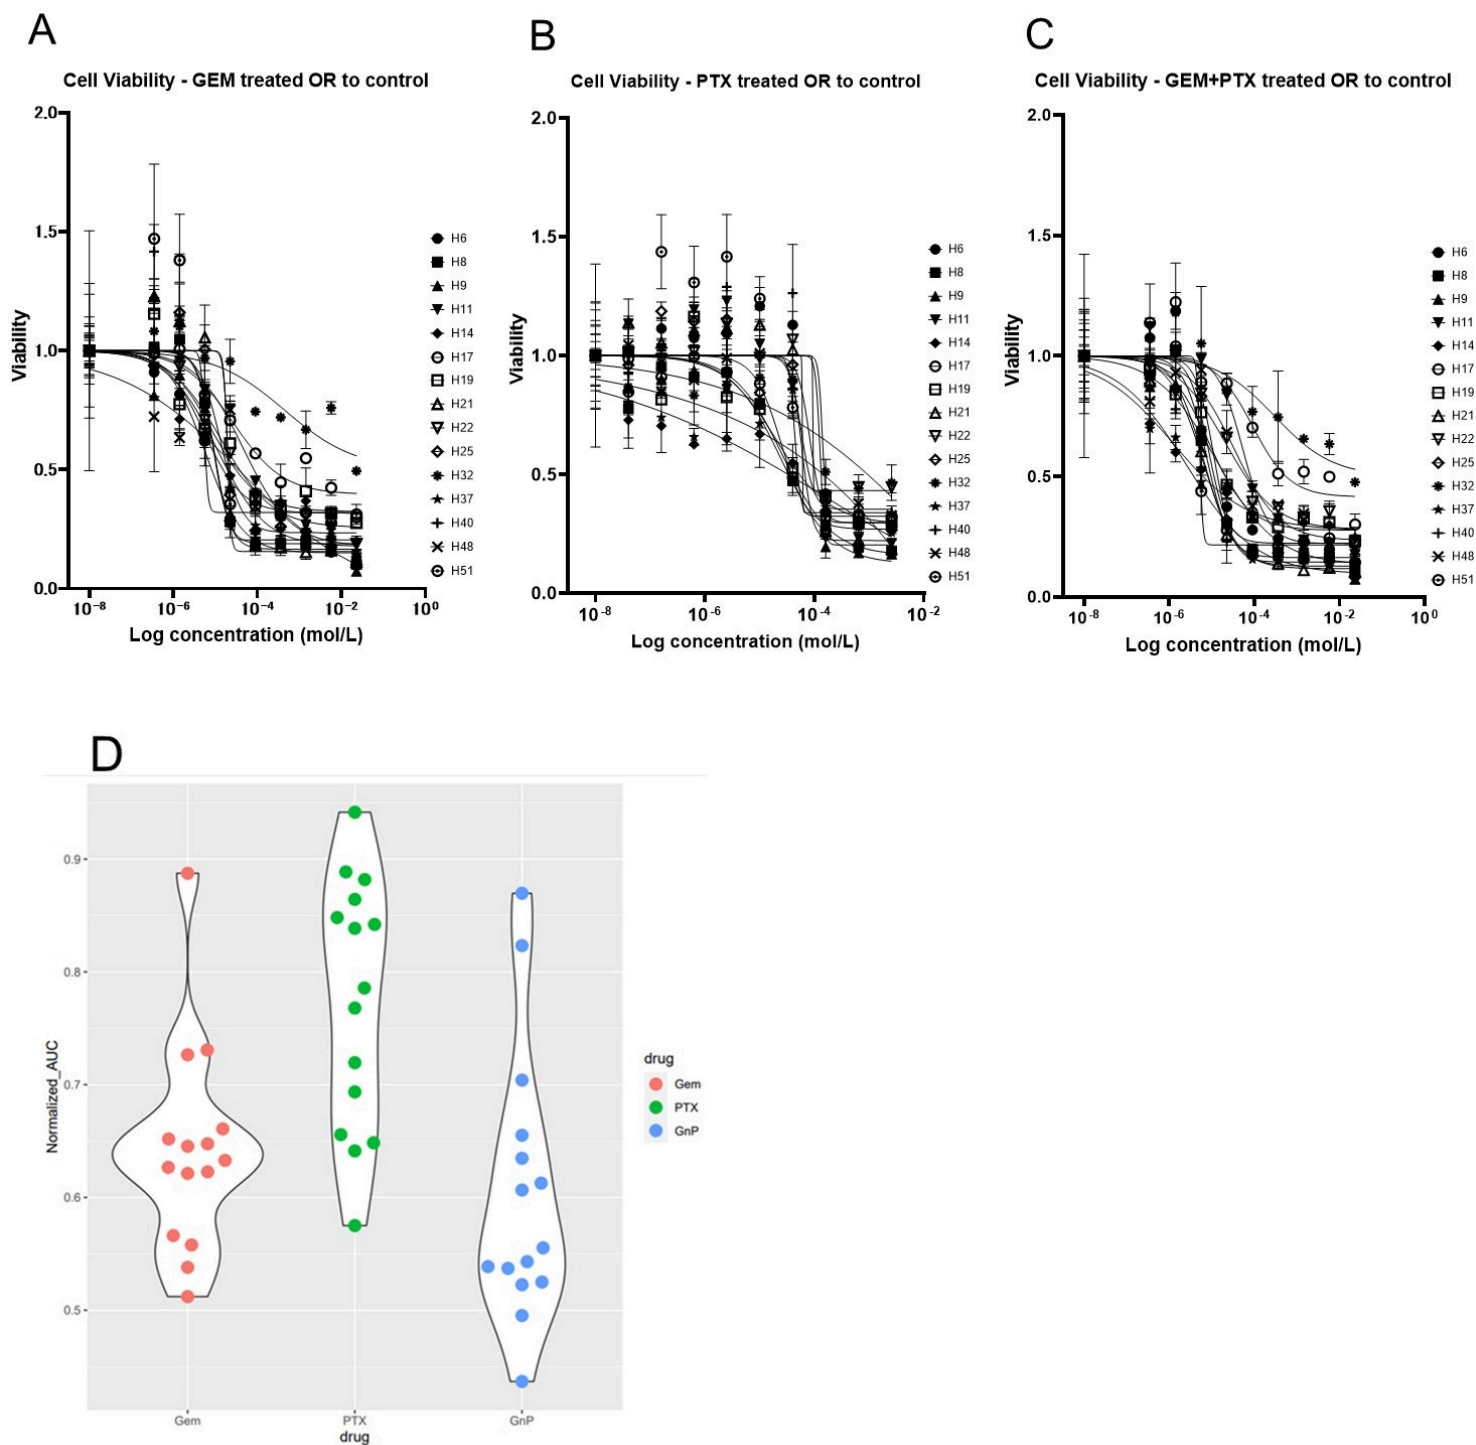 A
Cell Viability - GEM treated OR to control
2.0
1.5
1.0
0.5
0.0
Viability
10-8
10-6
10-4
10-2
100
Log concentration (mol/L)
H6
H8
H9
H11
H14
H17
H19
H21
H22
H25
H32
H37
H40
H48
H51
B
Cell Viability - PTX treated OR to control
2.0
1.5
1.0
0.5
0.0
Viability
10-8
10-6
10-4
10-2
Log concentration (mol/L)
H6
H8
H9
H11
H14
H17
H19
H21
H22
H25
H32
H37
H40
H48
H51
C
Cell Viability - GEM+PTX treated OR to control
2.0
1.5
1.0
0.5
0.0
Viability
10-8
10-6
10-4
10-2
100
Log concentration (mol/L)
H6
H8
H9
H11
H14
H17
H19
H21
H22
H25
H32
H37
H40
H48
H51
D
0.9
0.8
0.7
0.6
0.5
Normalized_AUC
Gem
PTX
GnP
drug
drug
Gem
PTX
GnP